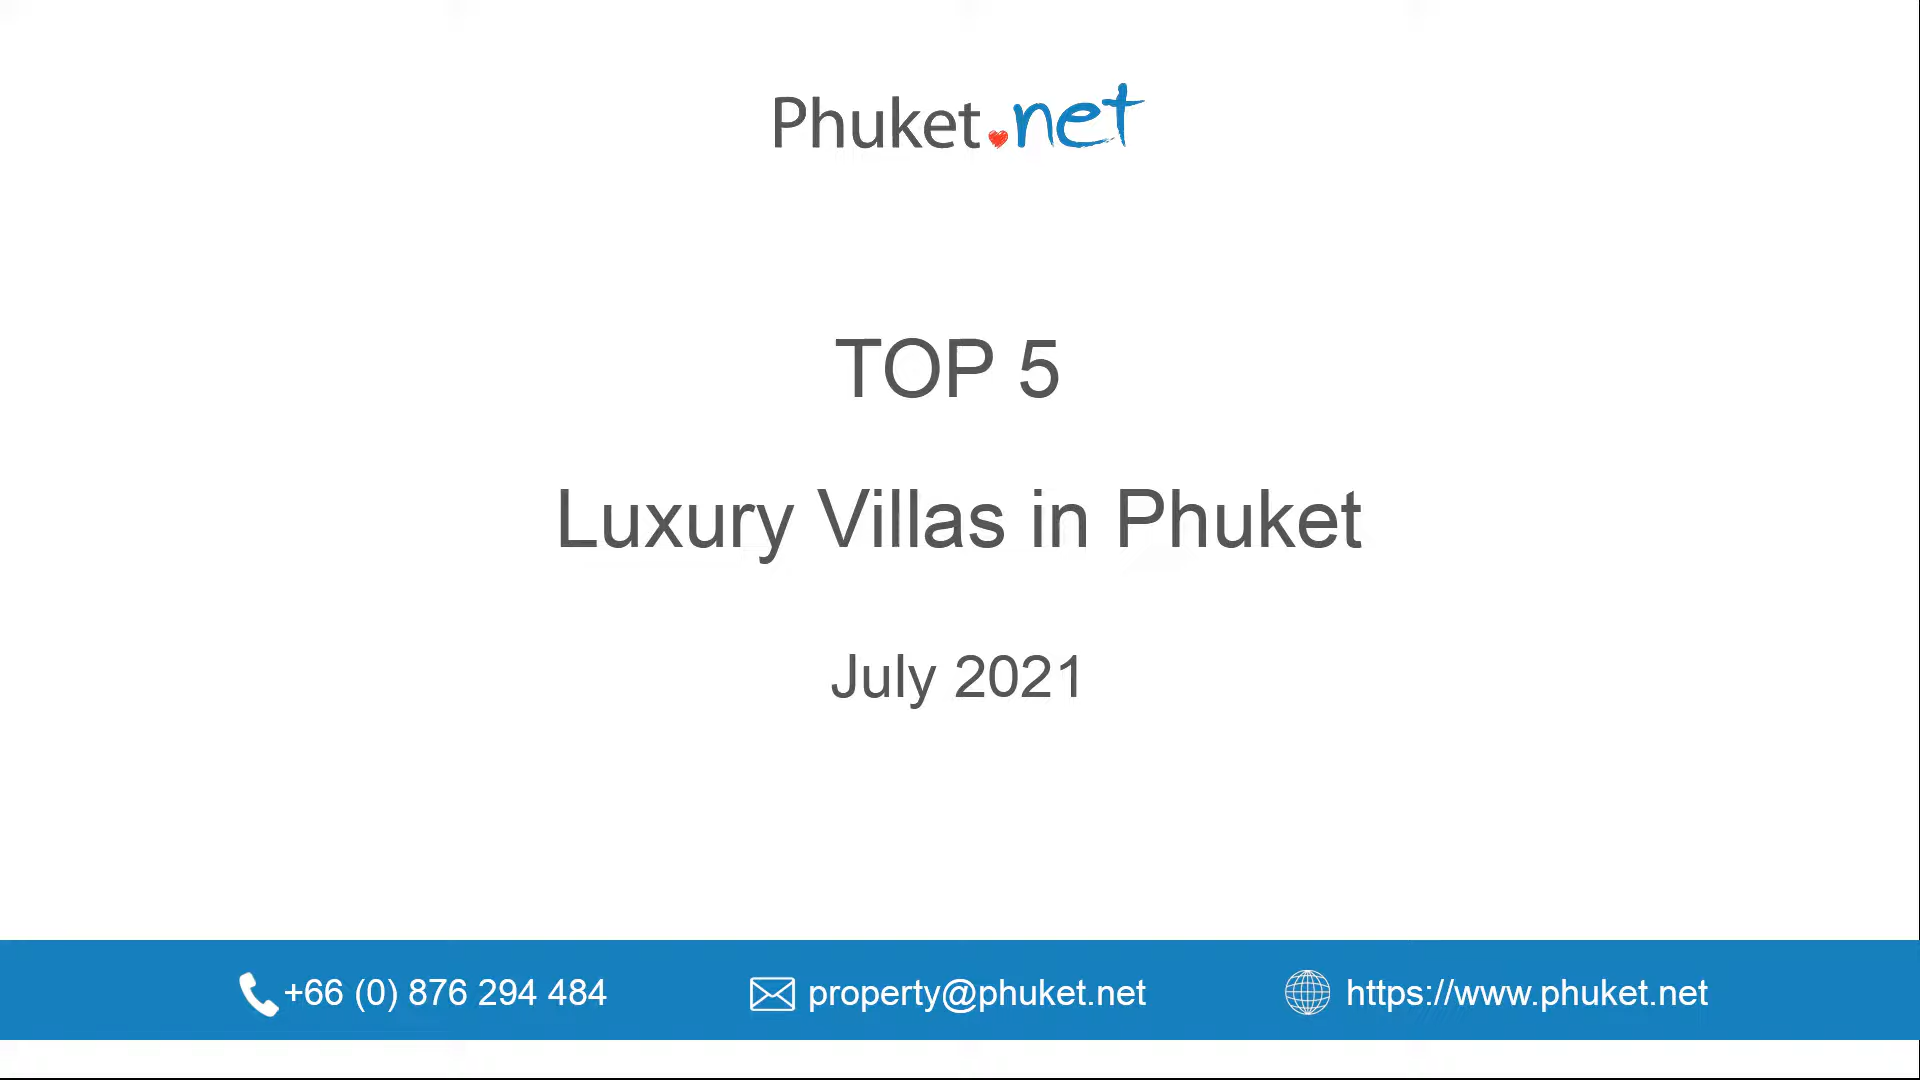 Phuket.net
TOP 5
Luxury Villas in Phuket
July 2021
+66 (0) 876 294 484
property@phuket.net
https://www.phuket.net